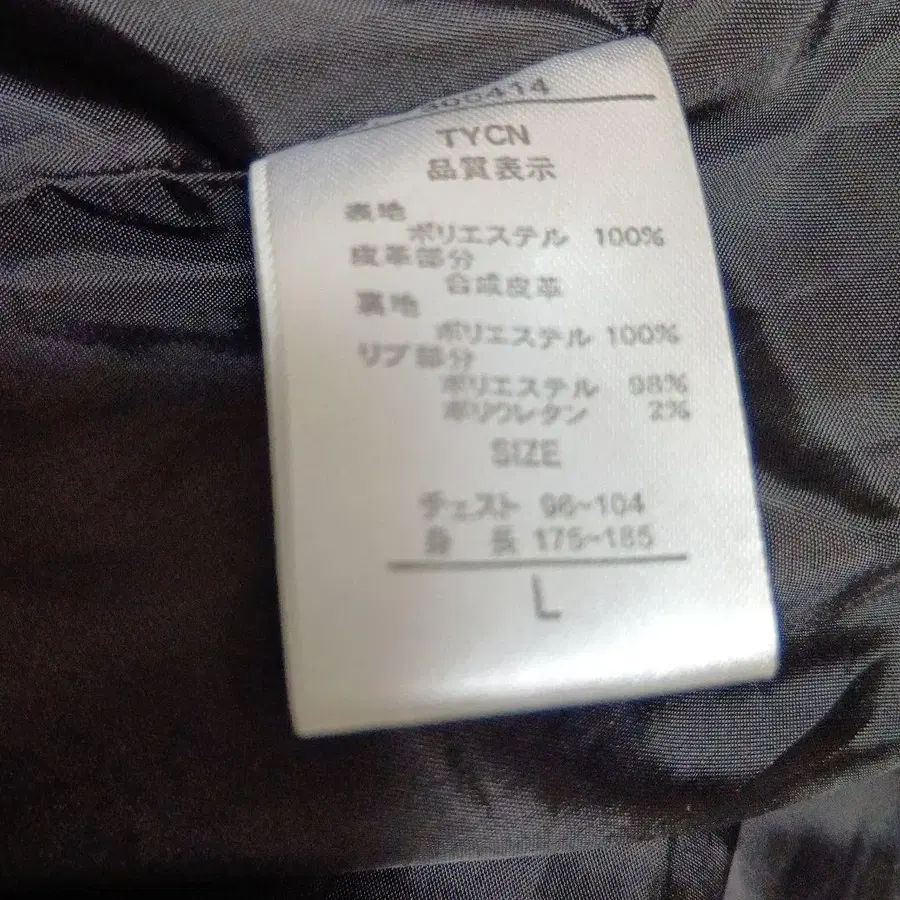 400414
TYCN
品質表示
表地
ポリエステル 100%
皮革部分
合成皮革
裏地
ポリエステル 100%
リブ部分
ポリエステル 98%
ポリウレタン 2%
SIZE
チェスト 96~104
身 長 175~185
L